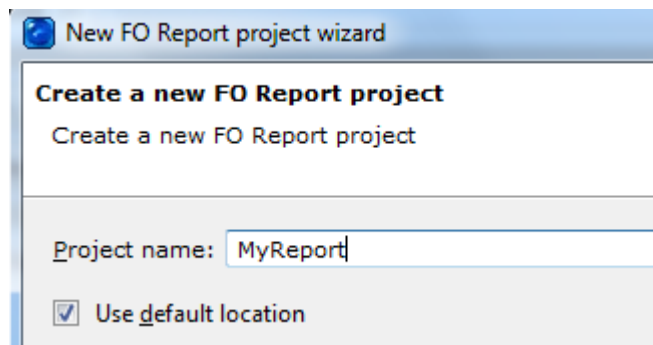 New FO Report project wizard
Create a new FO Report project
Create a new FO Report project
Project name: MyReport
Use default location